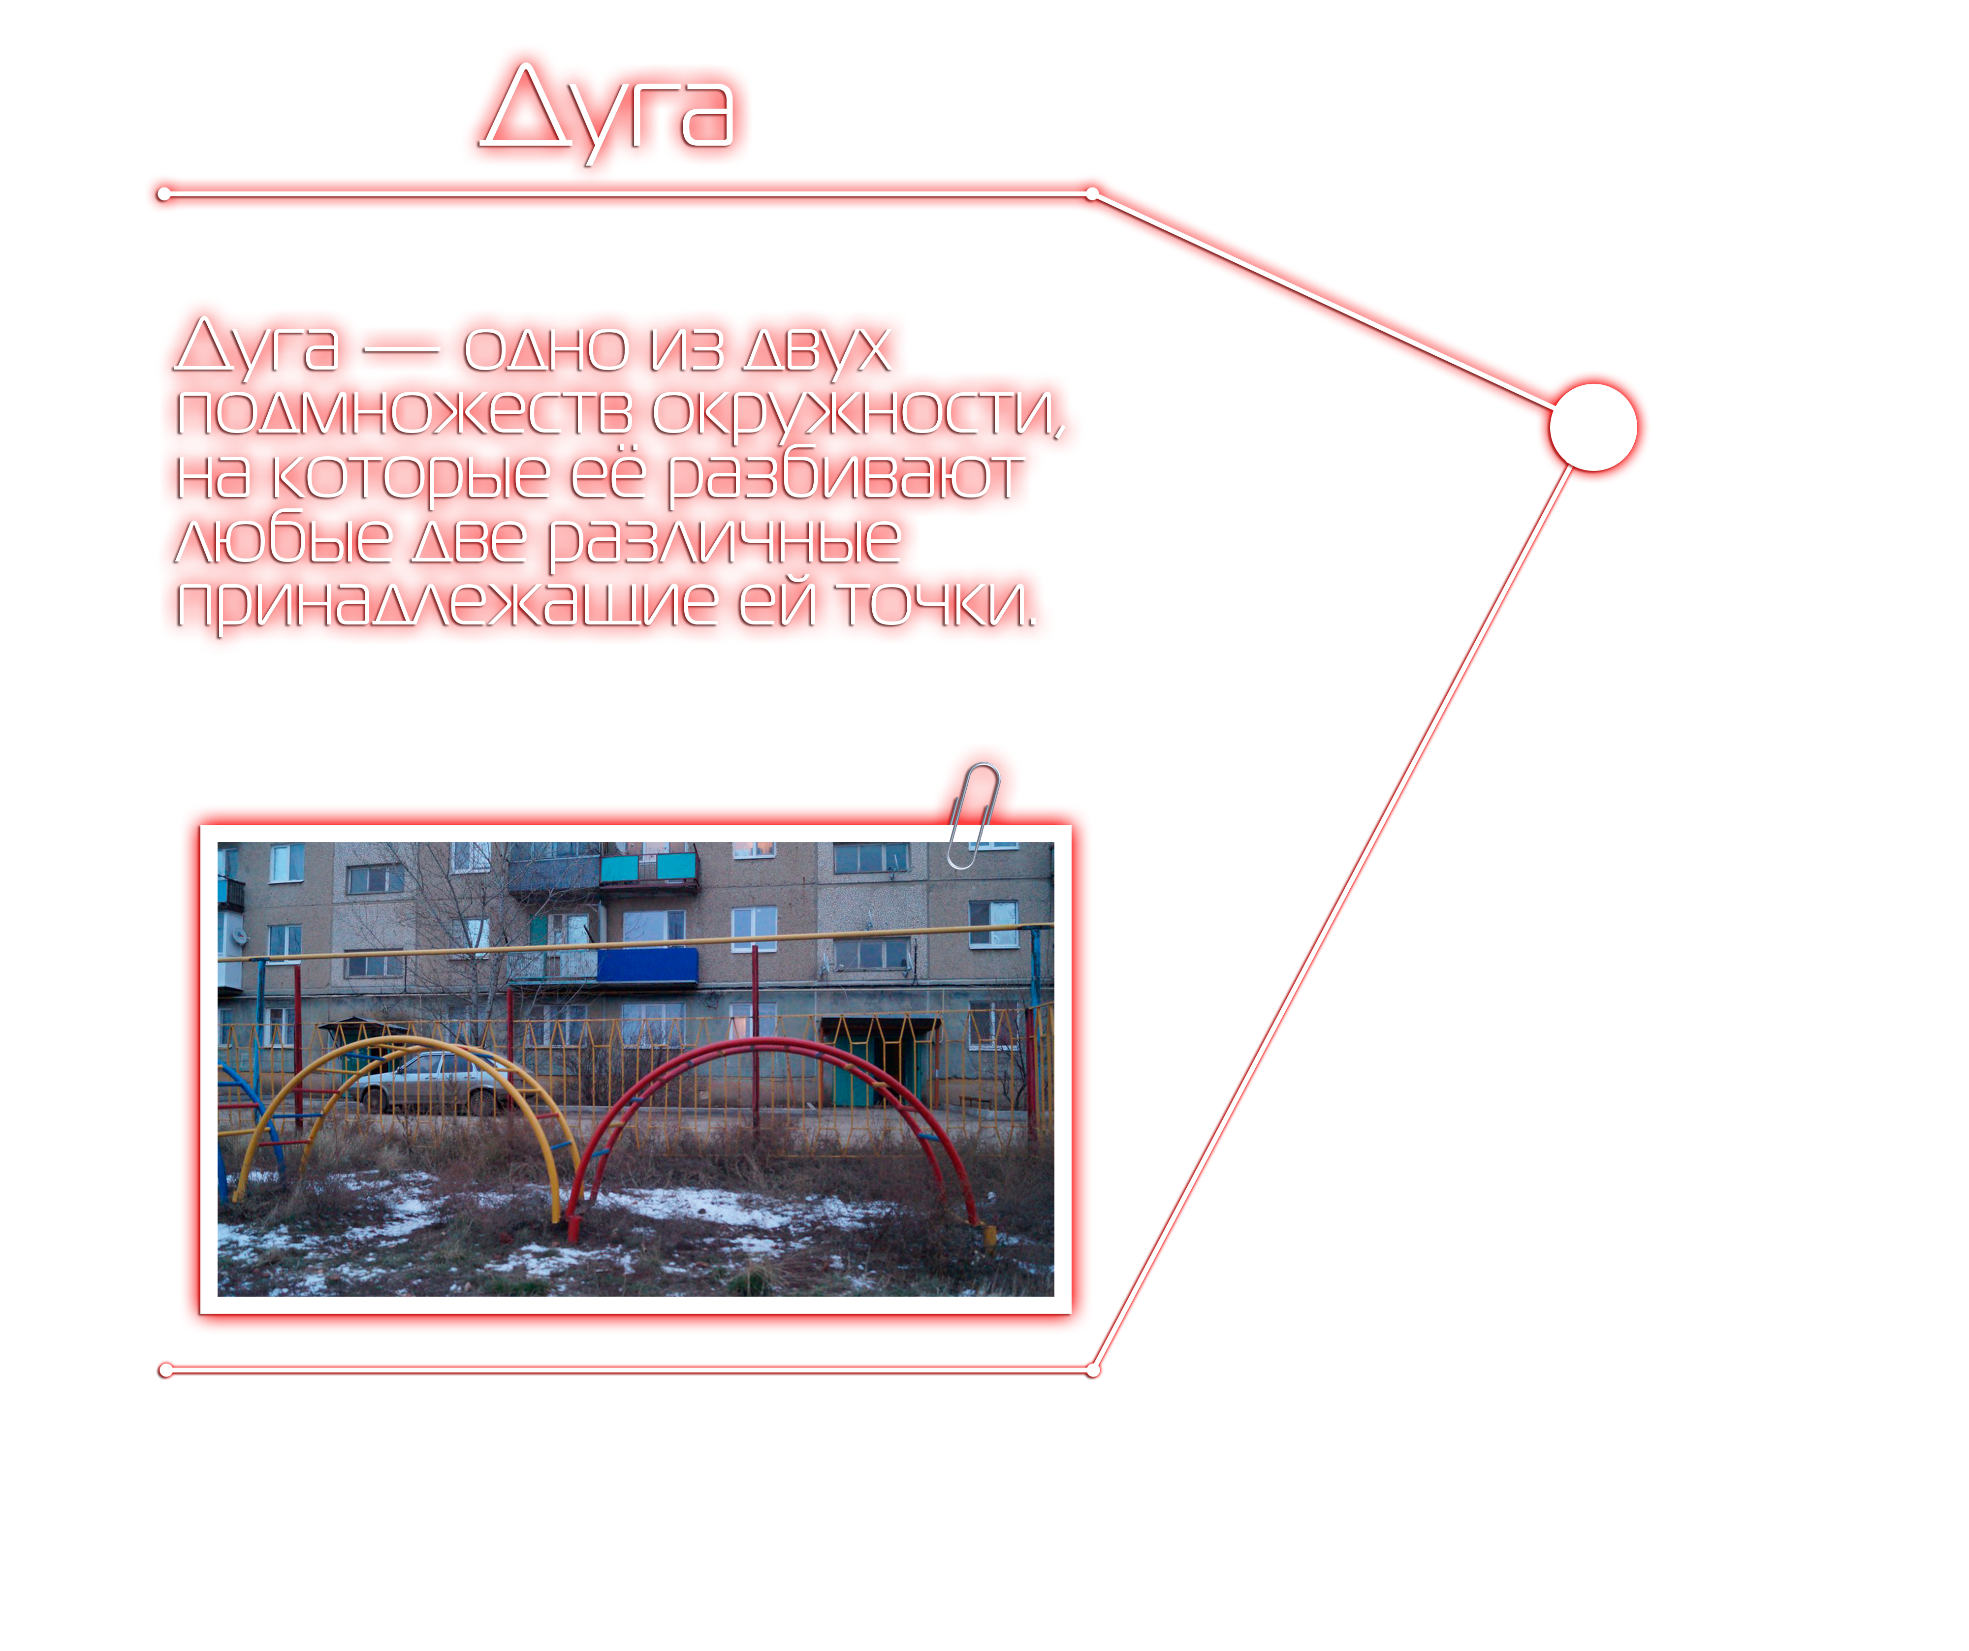 Дуга
Дуга — одно из двух
подмножеств окружности,
на которые её разбивают
любые две различные
принадлежащие ей точки.